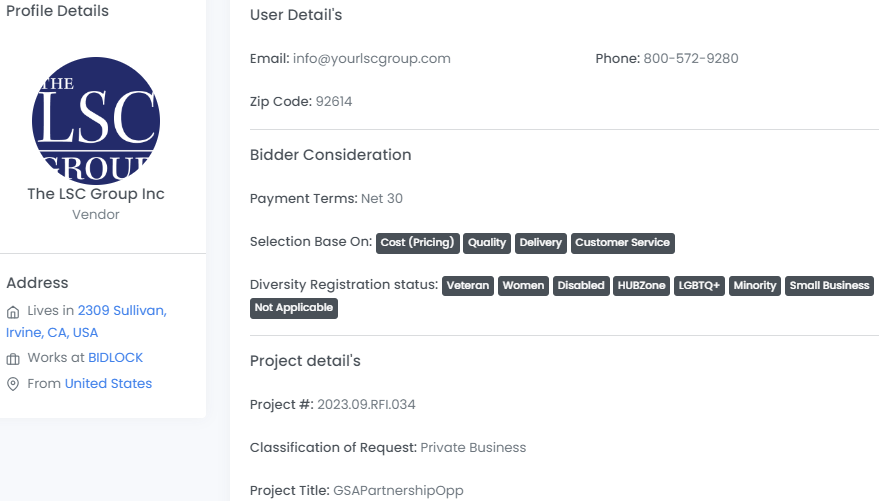 Profile Details
THE
LSC
GROUP
The LSC Group Inc
Vendor
Address
Lives in 2309 Sullivan,
Irvine, CA, USA
Works at BIDLOCK
From United States
User Detail's
Email: info@yourlscgroup.com Phone: 800-572-9280
Zip Code: 92614
Bidder Consideration
Payment Terms: Net 30
Selection Base On: Cost (Pricing) Quality Delivery Customer Service
Diversity Registration status: Veteran Women Disabled HUBZone LGBTQ+ Minority Small Business
Not Applicable
Project detail's
Project #: 2023.09.RFI.034
Classification of Request: Private Business
Project Title: GSAPartnershipOpp